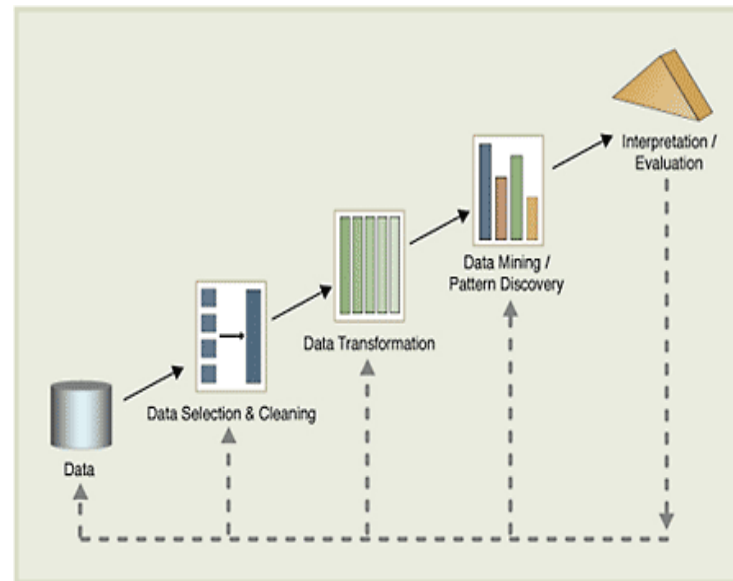 Interpretation /
Evaluation
Data Mining /
Pattern Discovery
Data Transformation
Data Selection & Cleaning
Data